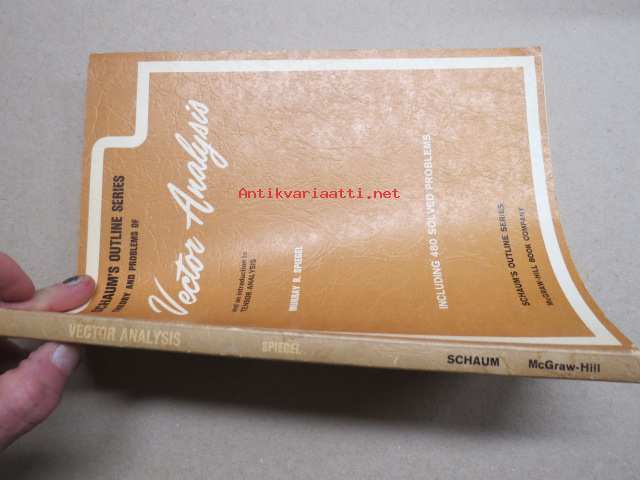 SCHAUM'S OUTLINE SERIES
THEORY AND PROBLEMS OF
Vector Analysis
and an introduction to
TENSOR ANALYSIS
MURRAY R. SPIEGEL
INCLUDING 480 SOLVED PROBLEMS
SCHAUM'S OUTLINE SERIES
McGRAW-HILL BOOK COMPANY
VECTOR ANALYSIS SPIEGEL SCHAUM McGraw-Hill
Antikvariaatti.net